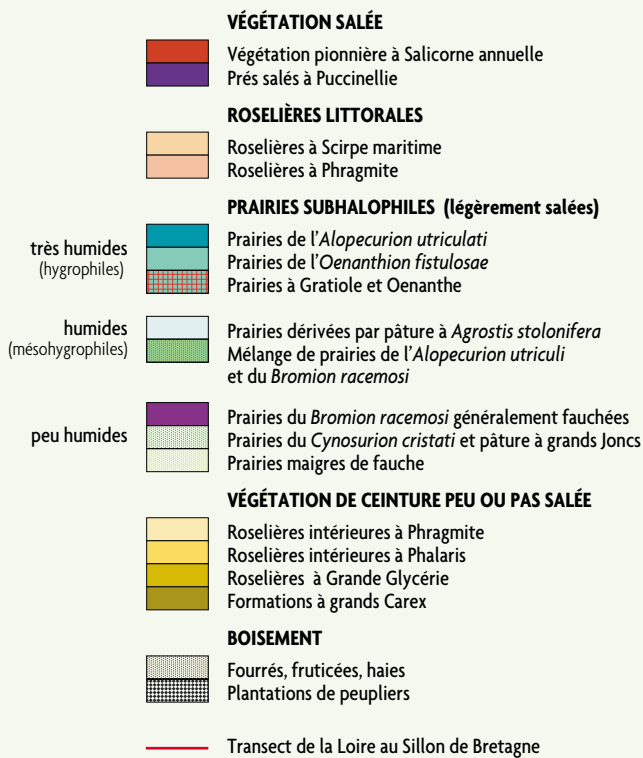 VÉGÉTATION SALÉE
Végétation pionnière à Salicorne annuelle
Prés salés à Puccinellie
ROSELIÈRES LITTORALES
Roselières à Scirpe maritime
Roselières à Phragmite
PRAIRIES SUBHALOPHILES (légèrement salées)
très humides
(hygrophiles)
Prairies de l'Alopecurion utriculati
Prairies de l'Oenanthion fistulosae
Prairies à Gratiole et Oenanthe
humides
(mésohygrophiles)
Prairies dérivées par pâture à Agrostis stolonifera
Mélange de prairies de l'Alopecurion utriculi
et du Bromion racemosi
peu humides
Prairies du Bromion racemosi généralement fauchées
Prairies du Cynosurion cristati et pâture à grands Joncs
Prairies maigres de fauche
VÉGÉTATION DE CEINTURE PEU OU PAS SALÉE
Roselières intérieures à Phragmite
Roselières intérieures à Phalaris
Roselières à Grande Glycérie
Formations à grands Carex
BOISEMENT
Fourrés, fruticées, haies
Plantations de peupliers
Transect de la Loire au Sillon de Bretagne